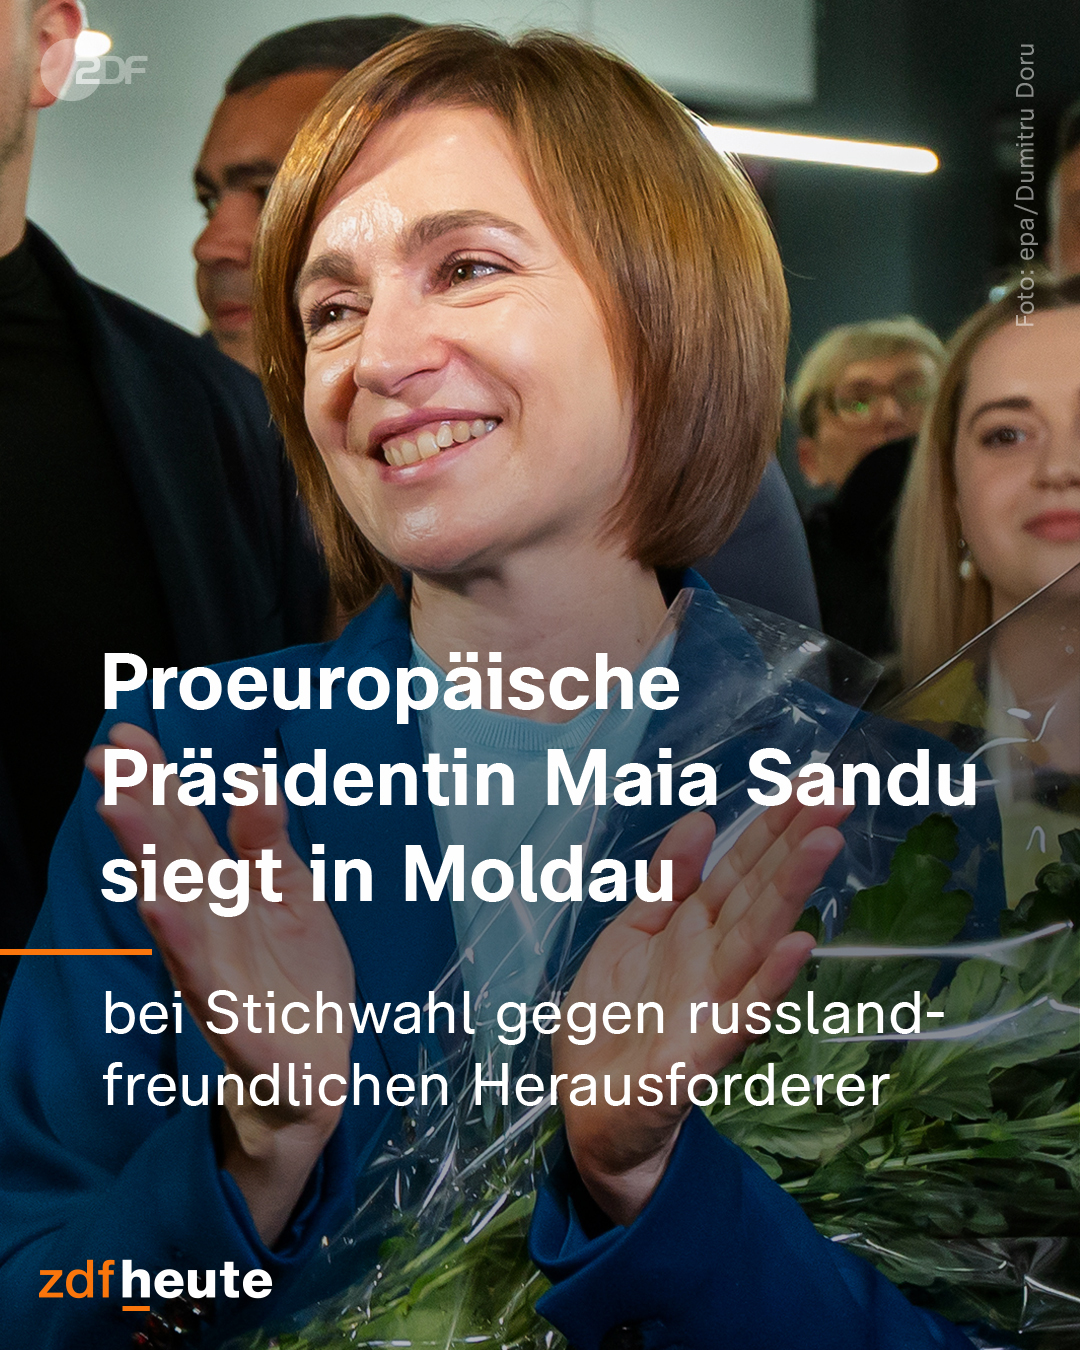 ZDF
Foto: epa/Dumitru Doru
Proeuropäische
Präsidentin Maia Sandu
siegt in Moldau
bei Stichwahl gegen russland-
freundlichen Herausforderer
zdfheute